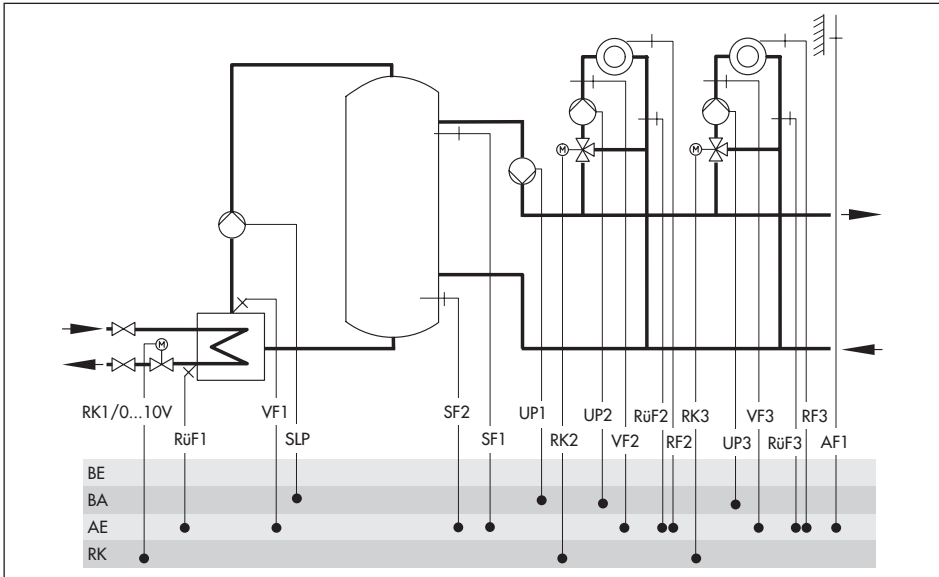 M
M
M
RK1/0...10V
VF1
SF2
UP1
UP2
RüF2
RK3
VF3
RF3
RüF1
SLP
SF1
RK2
VF2
RF2
UP3
RüF3
AF1
BE
BA
AE
RK